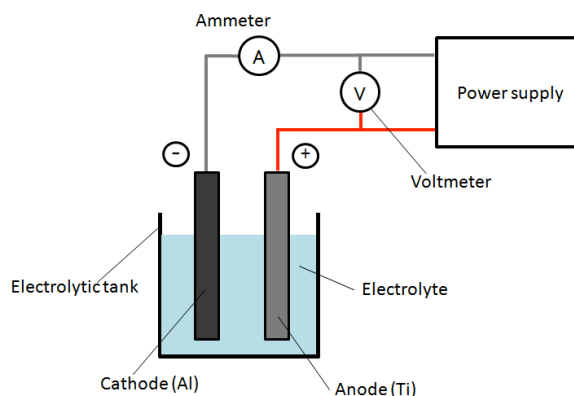 Ammeter
A
V
Power supply
−
+
Voltmeter
Electrolytic tank
Electrolyte
Cathode (Al)
Anode (Ti)